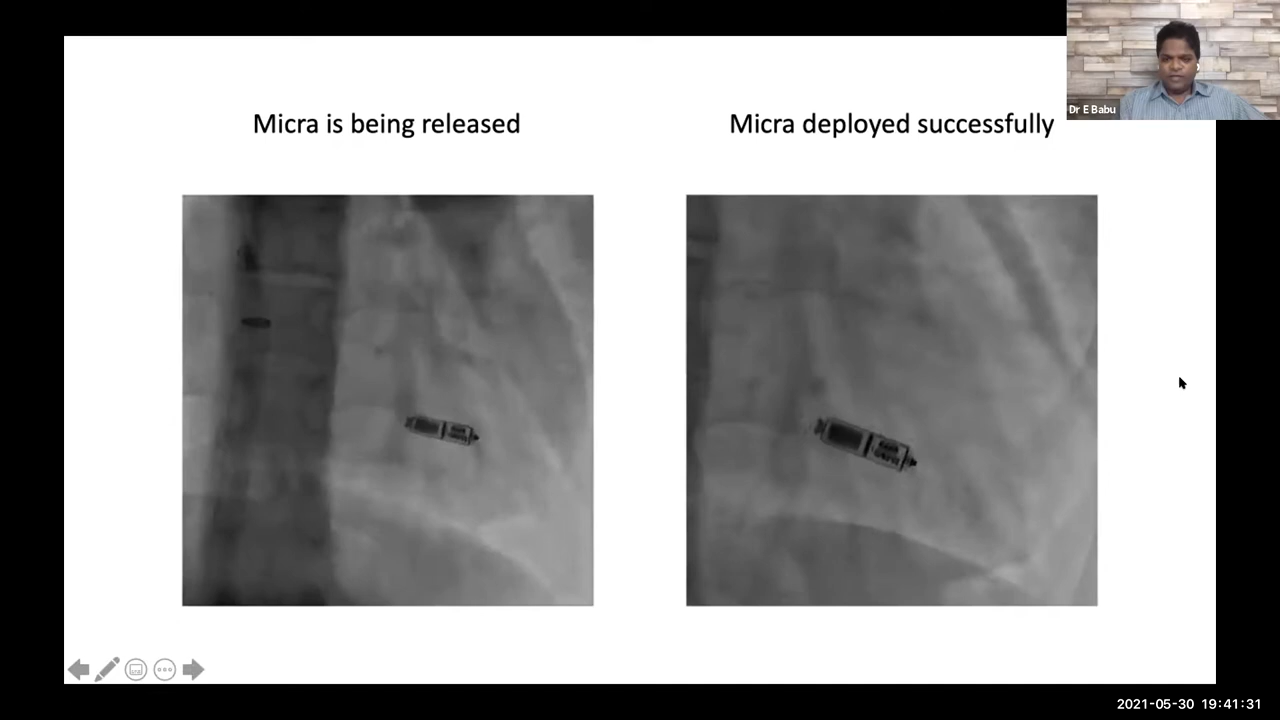 Micra is being released
Micra deployed successfully
Dr E Babu
2021-05-30 19:41:31